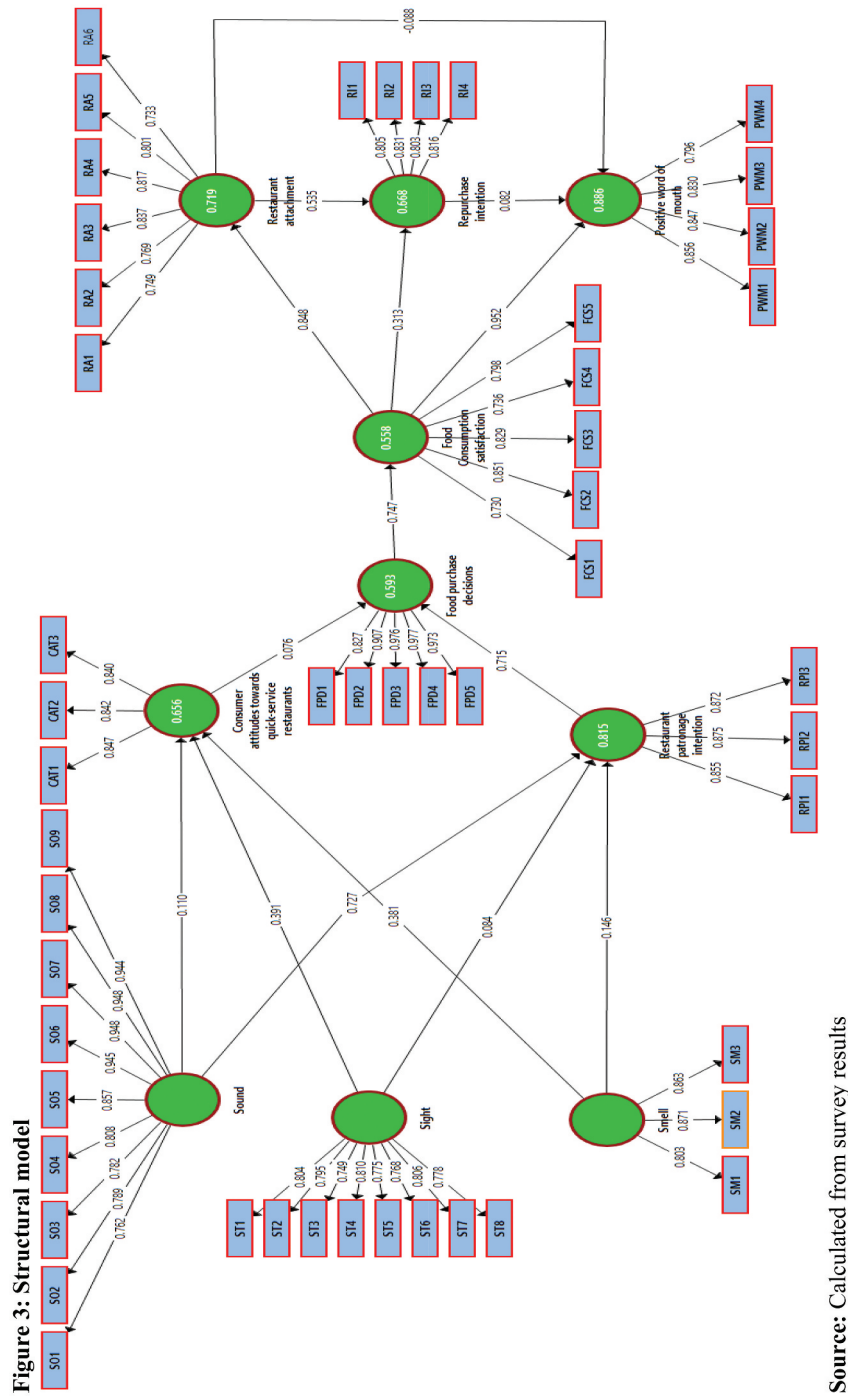 Figure 3: Structural model
SO1
SO2
SO3
SO4
SO5
SO6
SO7
SO8
SO9
0.762
0.789
0.782
0.808
0.857
0.945
0.948
0.948
0.944
Sound
CAT1
CAT2
CAT3
0.847
0.842
0.840
0.656
Consumer
attitudes towards
quick-service
restaurants
0.110
0.391
0.381
0.727
0.084
0.146
ST1
ST2
ST3
ST4
ST5
ST6
ST7
ST8
0.804
0.795
0.749
0.810
0.775
0.768
0.806
0.778
Sight
Smell
0.803
0.871
0.863
SM1
SM2
SM3
0.815
Restaurant
patronage
intention
0.855
0.875
0.872
RPI1
RPI2
RPI3
0.076
0.715
0.593
Food purchase
decisions
FPD1
FPD2
FPD3
FPD4
FPD5
0.827
0.907
0.976
0.977
0.973
0.747
0.558
Food
Consumption
satisfaction
0.730
0.851
0.829
0.736
0.798
FCS1
FCS2
FCS3
FCS4
FCS5
0.848
0.313
0.952
RA1
RA2
RA3
RA4
RA5
RA6
0.749
0.769
0.837
0.817
0.801
0.733
0.719
Restaurant
attachment
0.535
-0.088
0.668
Repurchase
intention
RI1
RI2
RI3
RI4
0.805
0.831
0.803
0.816
0.082
0.886
Positive word of
mouth
0.856
0.847
0.830
0.796
PWM1
PWM2
PWM3
PWM4
Source: Calculated from survey results